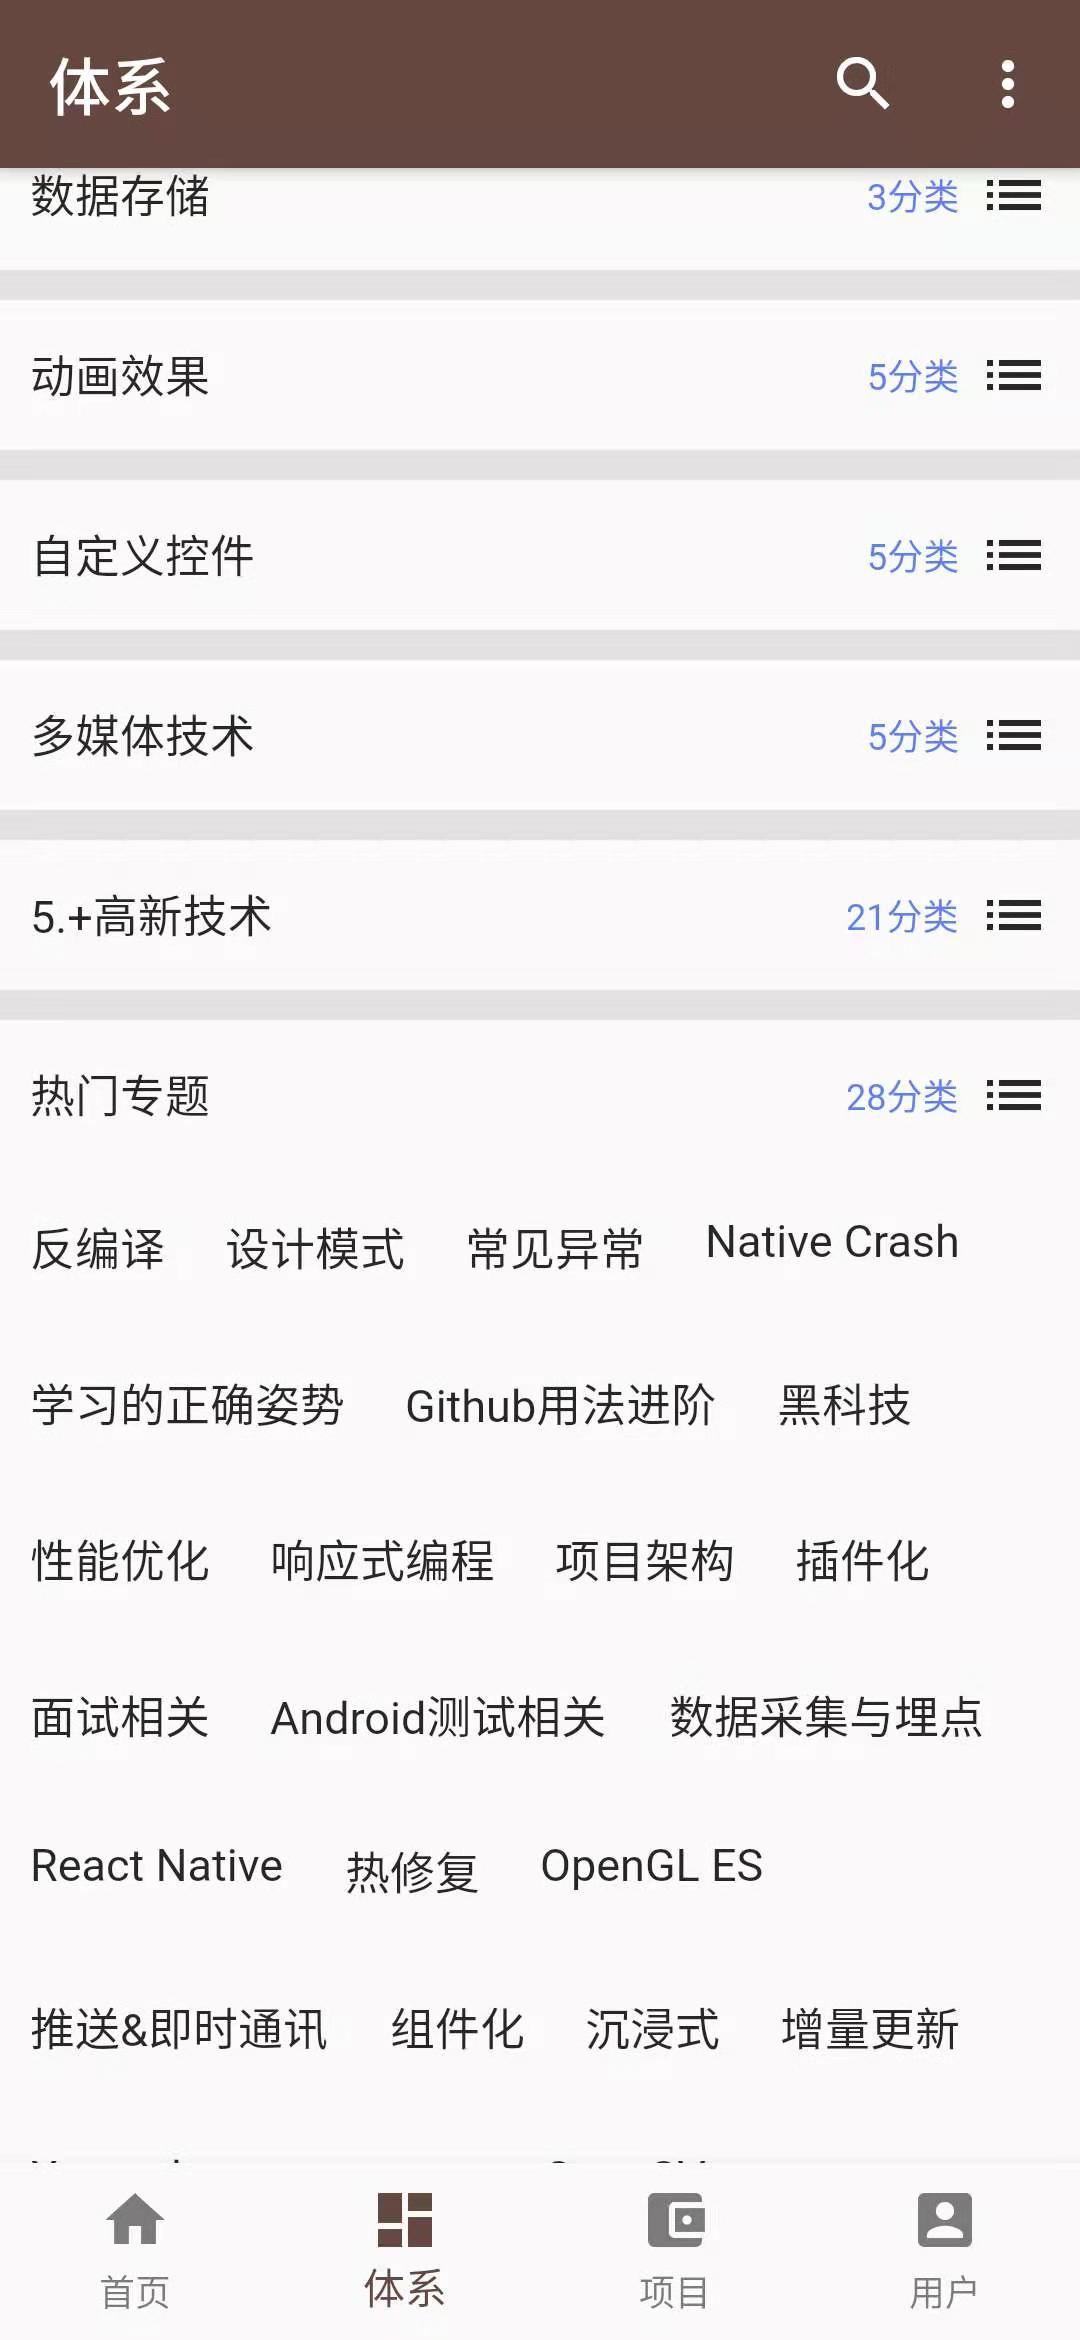 体系
数据存储 3分类
动画效果 5分类
自定义控件 5分类
多媒体技术 5分类
5.+高新技术 21分类
热门专题 28分类
反编译 设计模式 常见异常 Native Crash
学习的正确姿势 Github用法进阶 黑科技
性能优化 响应式编程 项目架构 插件化
面试相关 Android测试相关 数据采集与埋点
React Native 热修复 OpenGL ES
推送&即时通讯 组件化 沉浸式 增量更新
首页 体系 项目 用户